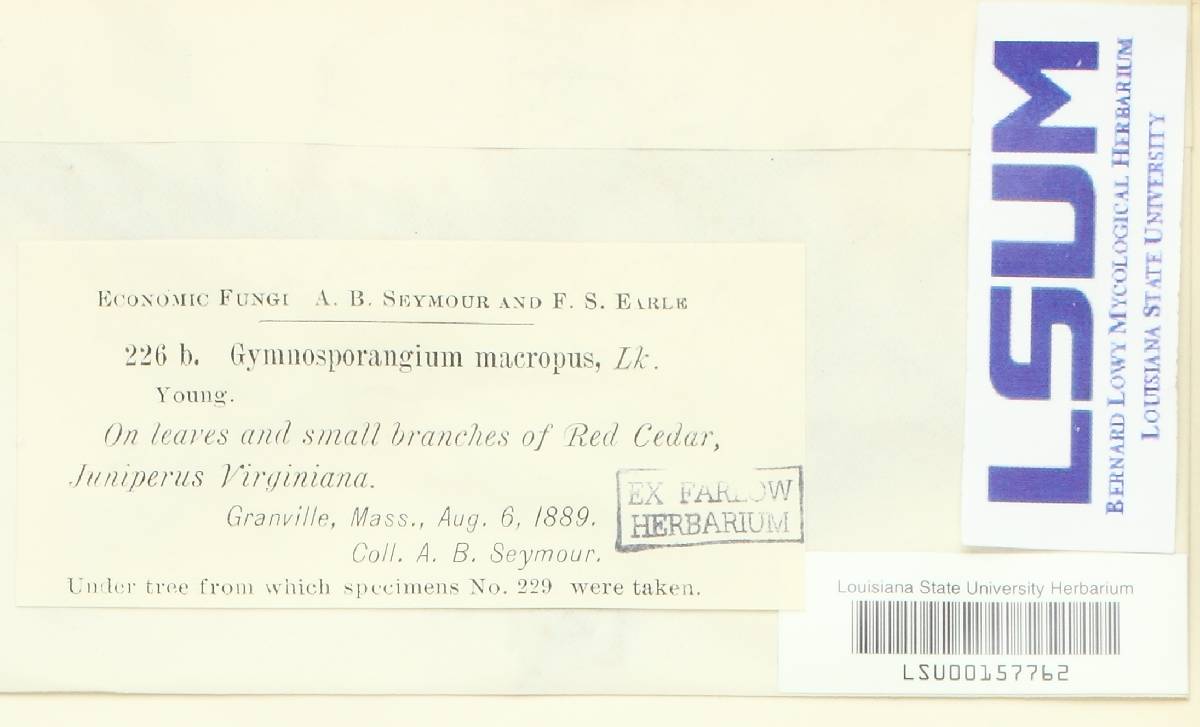 ECONOMIC FUNGI A. B. SEYMOUR AND F. S. EARLE
226 b. Gymnosporangium macropus, Lk.
Young.
On leaves and small branches of Red Cedar,
Juniperus Virginiana.
Granville, Mass., Aug. 6, 1889.
Coll. A. B. Seymour.
Under tree from which specimens No. 229 were taken.
EX FARLOW
HERBARIUM
LSUM
BERNARD LOWY MYCOLOGICAL HERBARIUM
LOUISIANA STATE UNIVERSITY
Louisiana State University Herbarium
LSU00157762